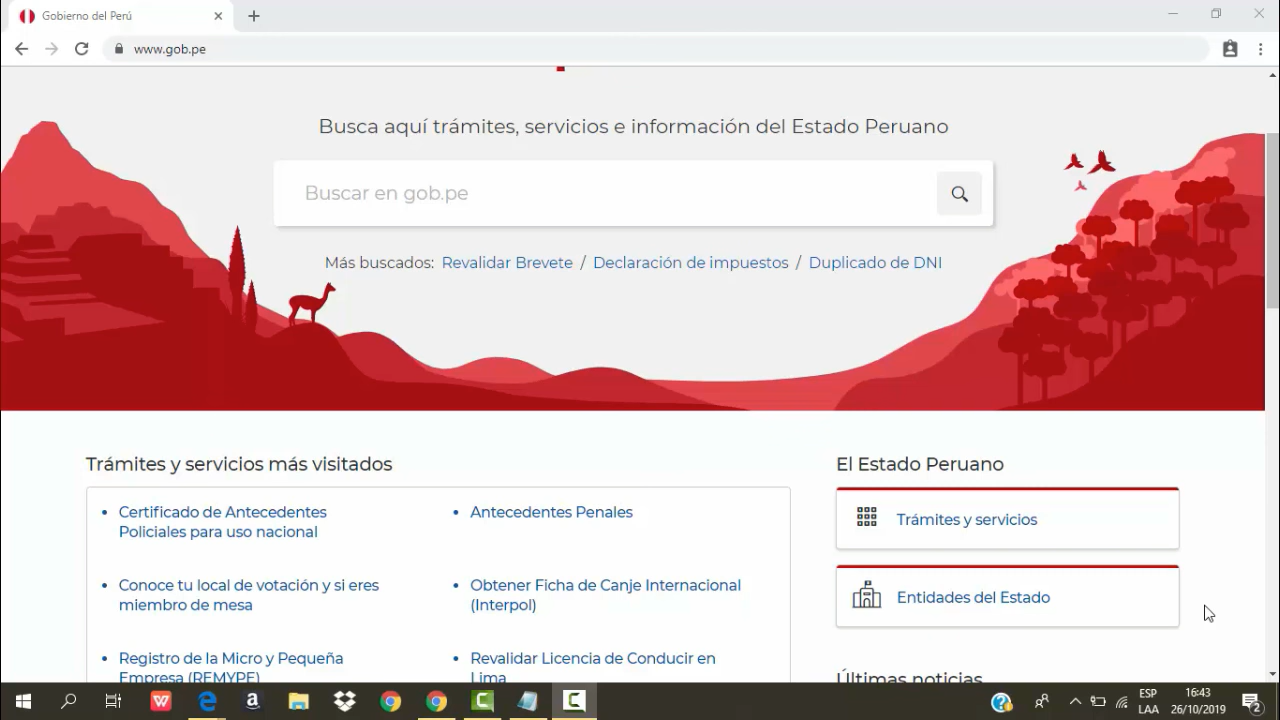 Gobierno del Perú
www.gob.pe
Busca aquí trámites, servicios e información del Estado Peruano
Buscar en gob.pe
Más buscados: Revalidar Brevete / Declaración de impuestos / Duplicado de DNI
Trámites y servicios más visitados
Certificado de Antecedentes
Policiales para uso nacional
Antecedentes Penales
Conoce tu local de votación y si eres
miembro de mesa
Obtener Ficha de Canje Internacional
(Interpol)
Registro de la Micro y Pequeña
Empresa (REMYPE)
Revalidar Licencia de Conducir en
Lima
El Estado Peruano
Trámites y servicios
Entidades del Estado
Últimas noticias
ESP
LAA
16:43
26/10/2019
2